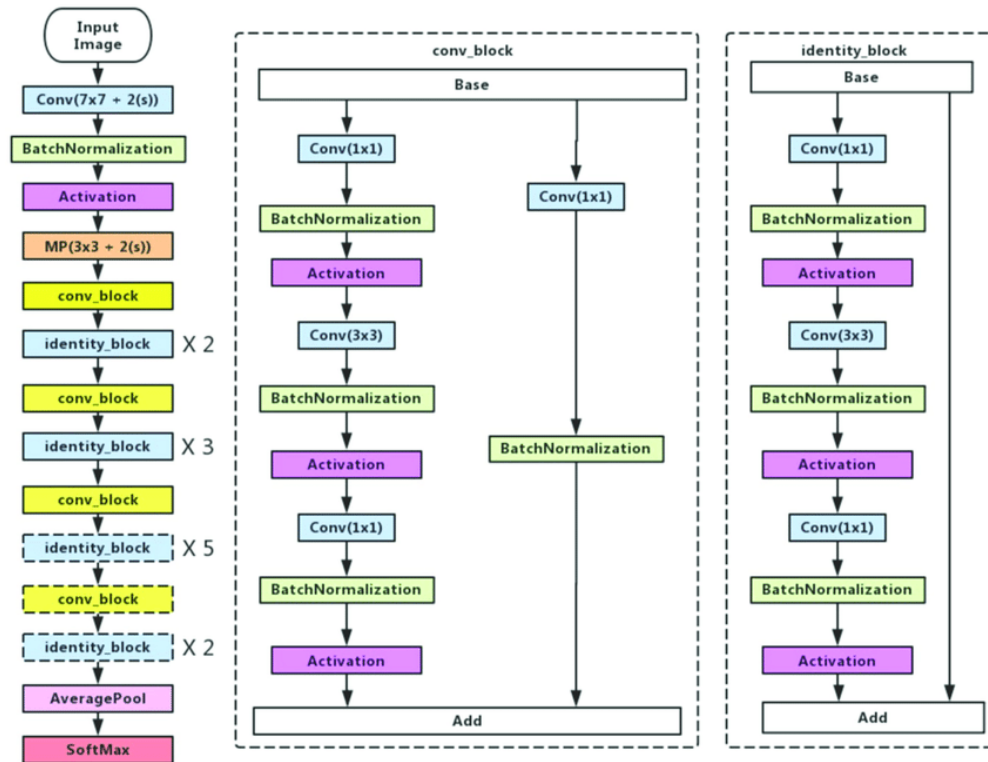 Input
Image
Conv(7x7 + 2(s))
BatchNormalization
Activation
MP(3x3 + 2(s))
conv_block
identity_block X 2
conv_block
identity_block X 3
conv_block
identity_block X 5
conv_block
identity_block X 2
AveragePool
SoftMax
conv_block
Base
Conv(1x1)
BatchNormalization
Activation
Conv(3x3)
BatchNormalization
Activation
Conv(1x1)
BatchNormalization
Activation
Conv(1x1)
BatchNormalization
Add
identity_block
Base
Conv(1x1)
BatchNormalization
Activation
Conv(3x3)
BatchNormalization
Activation
Conv(1x1)
BatchNormalization
Activation
Add